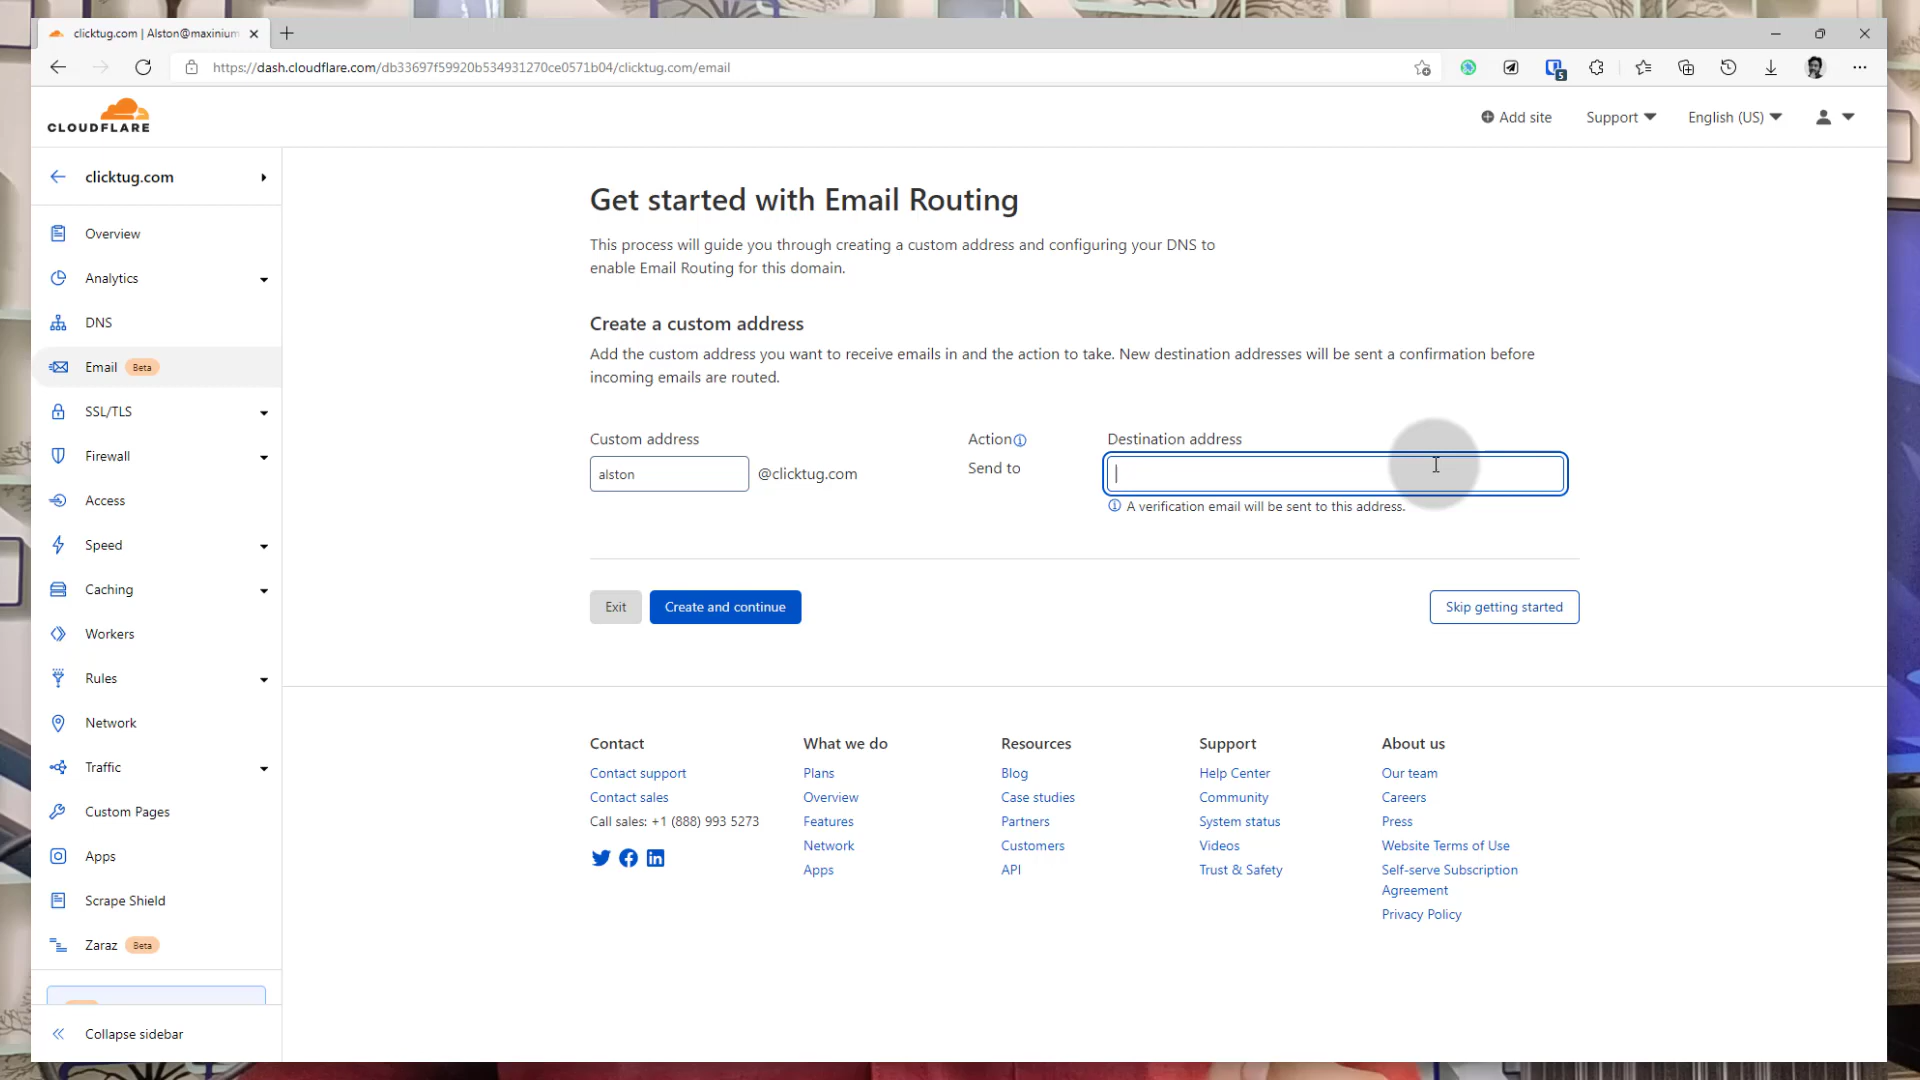 clicktug.com | Alston@maxinium
https://dash.cloudflare.com/db33697f59920b534931270ce0571b04/clicktug.com/email
5
CLOUDFLARE
Add site
Support
English (US)
clicktug.com
Overview
Analytics
DNS
Email Beta
SSL/TLS
Firewall
Access
Speed
Caching
Workers
Rules
Network
Traffic
Custom Pages
Apps
Scrape Shield
Zaraz Beta
Collapse sidebar
Get started with Email Routing
This process will guide you through creating a custom address and configuring your DNS to
enable Email Routing for this domain.
Create a custom address
Add the custom address you want to receive emails in and the action to take. New destination addresses will be sent a confirmation before
incoming emails are routed.
Custom address
alston @clicktug.com
Action
Send to
Destination address
A verification email will be sent to this address.
Exit
Create and continue
Skip getting started
Contact
Contact support
Contact sales
Call sales: +1 (888) 993 5273
What we do
Plans
Overview
Features
Network
Apps
Resources
Blog
Case studies
Partners
Customers
API
Support
Help Center
Community
System status
Videos
Trust & Safety
About us
Our team
Careers
Press
Website Terms of Use
Self-serve Subscription
Agreement
Privacy Policy